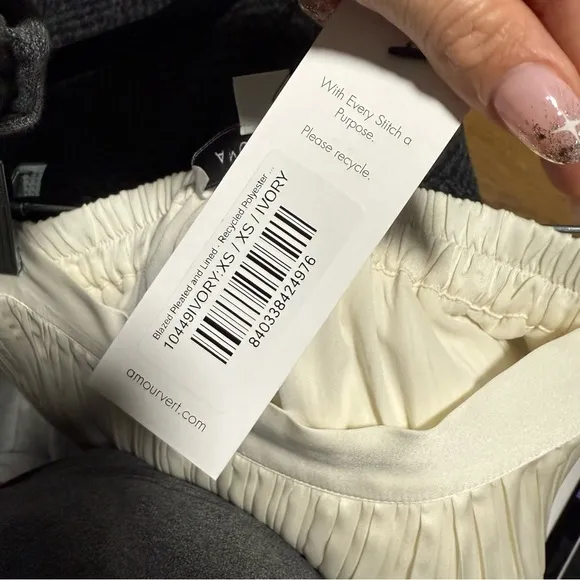 With Every Stitch a
Purpose.
Please recycle.
Blazed Pleated and Lined - Recycled Polyester ...
10449IVORY-XS / XS / IVORY
840338424976
amourvert.com